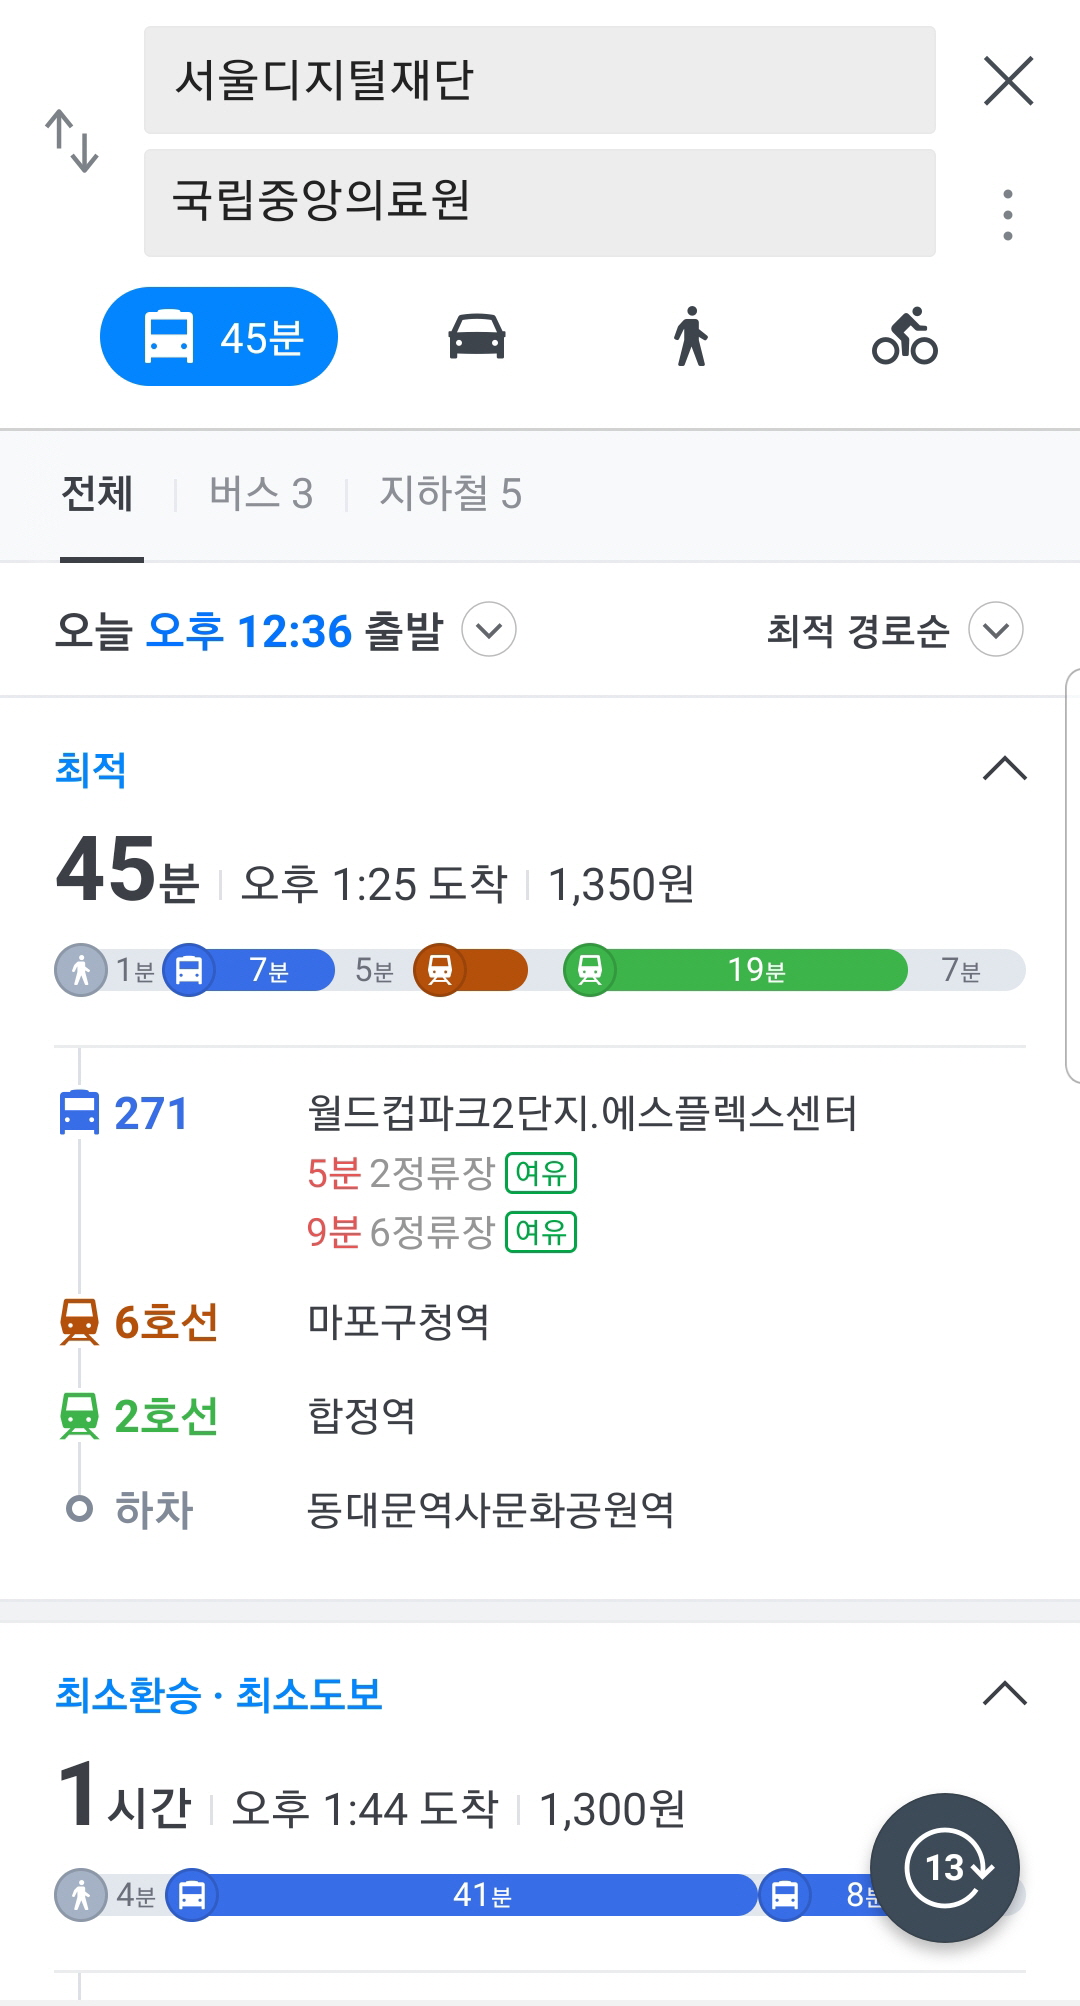 서울디지털재단
국립중앙의료원
45분
전체 버스 3 지하철 5
오늘 오후 12:36 출발 최적 경로순
최적
45분 오후 1:25 도착 1,350원
1분 7분 5분 19분 7분
271 월드컵파크2단지.에스플렉스센터
5분 2정류장 여유
9분 6정류장 여유
6호선 마포구청역
2호선 합정역
하차 동대문역사문화공원역
최소환승 · 최소도보
1시간 오후 1:44 도착 1,300원
4분 41분 8분
13